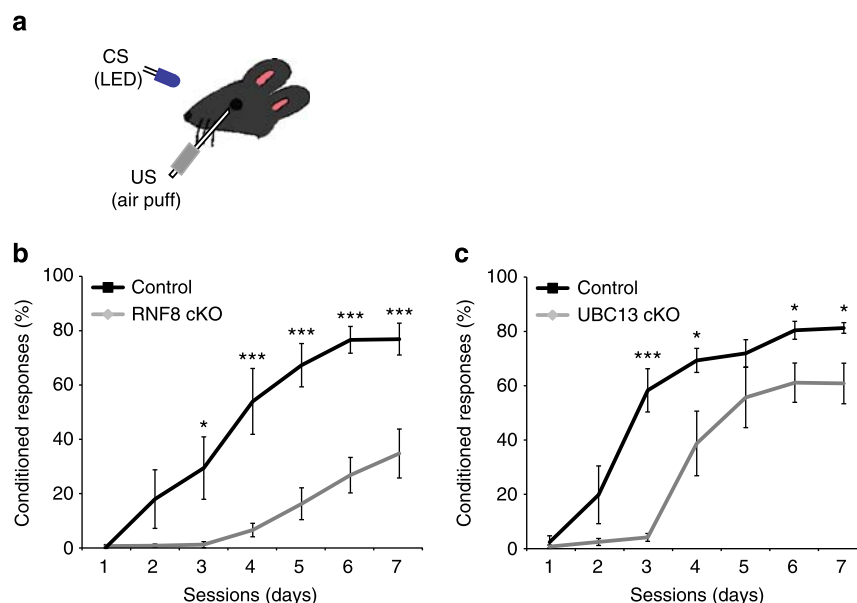 a
CS
(LED)
US
(air puff)
b
100
80
60
40
20
0
Conditioned responses (%)
Control
RNF8 cKO
*
***
***
***
***
1 2 3 4 5 6 7
Sessions (days)
c
100
80
60
40
20
0
Conditioned responses (%)
Control
UBC13 cKO
***
*
*
*
1 2 3 4 5 6 7
Sessions (days)